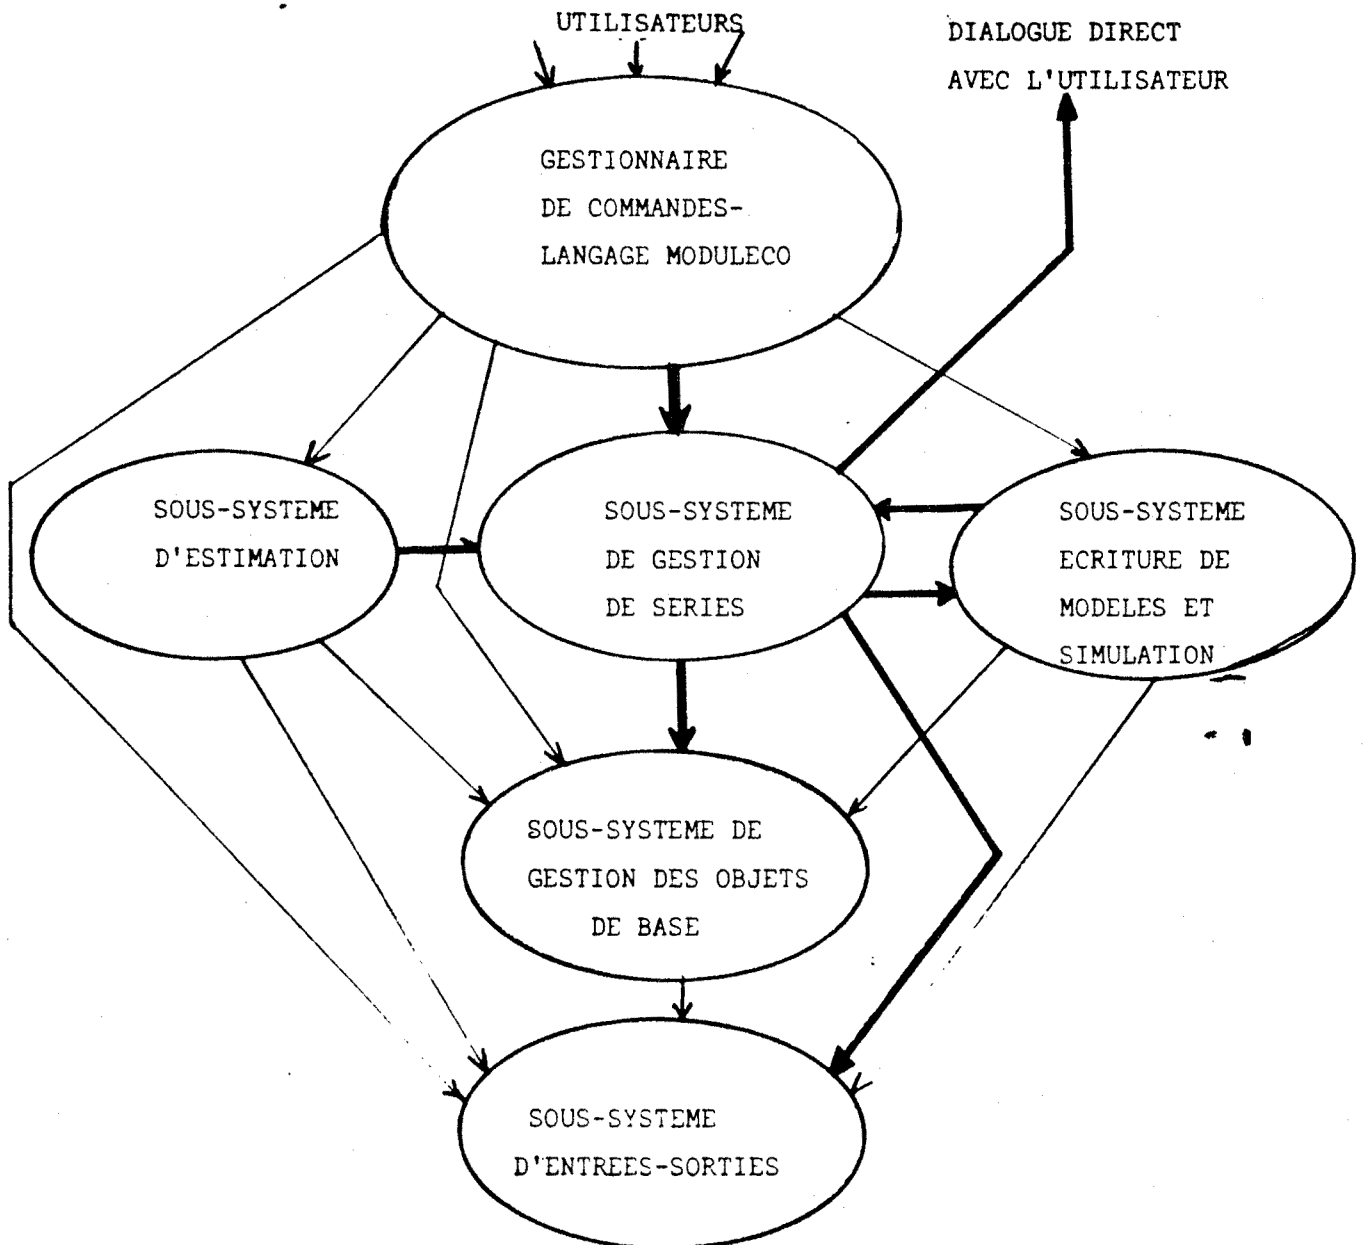 UTILISATEURS
DIALOGUE DIRECT
AVEC L'UTILISATEUR
GESTIONNAIRE
DE COMMANDES-
LANGAGE MODULECO
SOUS-SYSTEME
D'ESTIMATION
SOUS-SYSTEME
DE GESTION
DE SERIES
SOUS-SYSTEME
ECRITURE DE
MODELES ET
SIMULATION
SOUS-SYSTEME DE
GESTION DES OBJETS
DE BASE
SOUS-SYSTEME
D'ENTREES-SORTIES